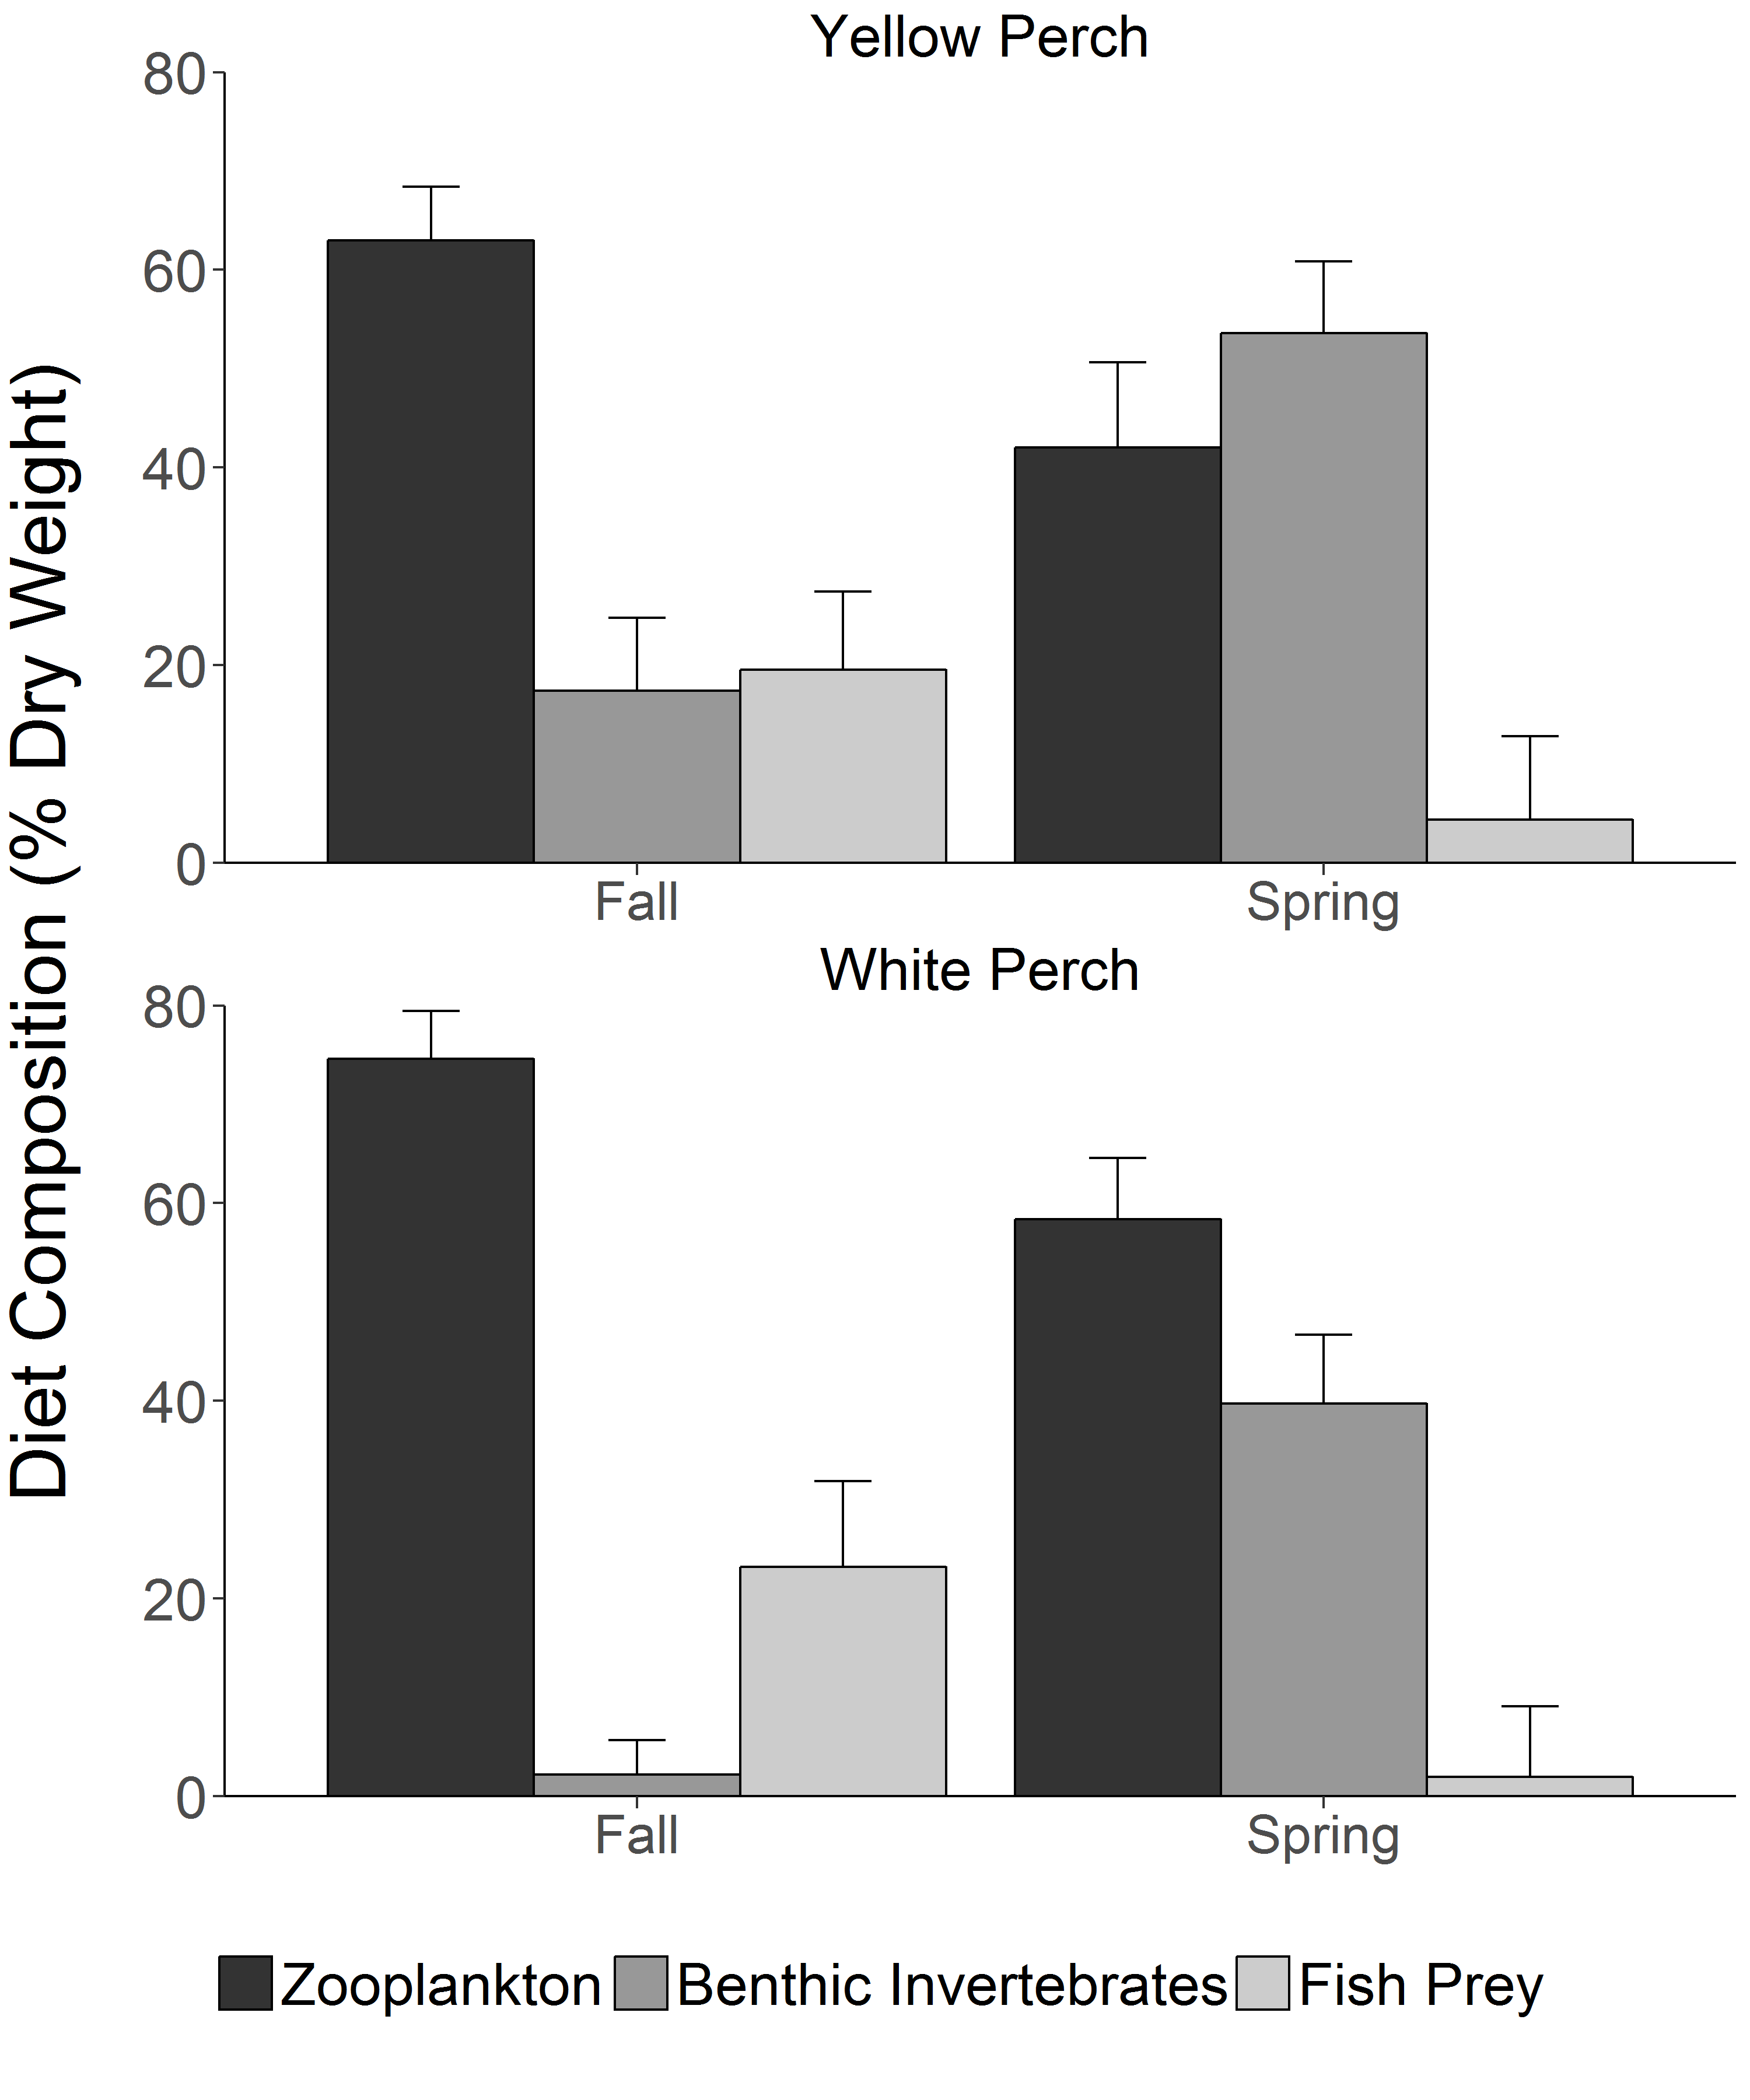 Yellow Perch
Diet Composition (% Dry Weight)
80
60
40
20
0
Fall Spring
White Perch
80
60
40
20
0
Fall Spring
Zooplankton Benthic Invertebrates Fish Prey